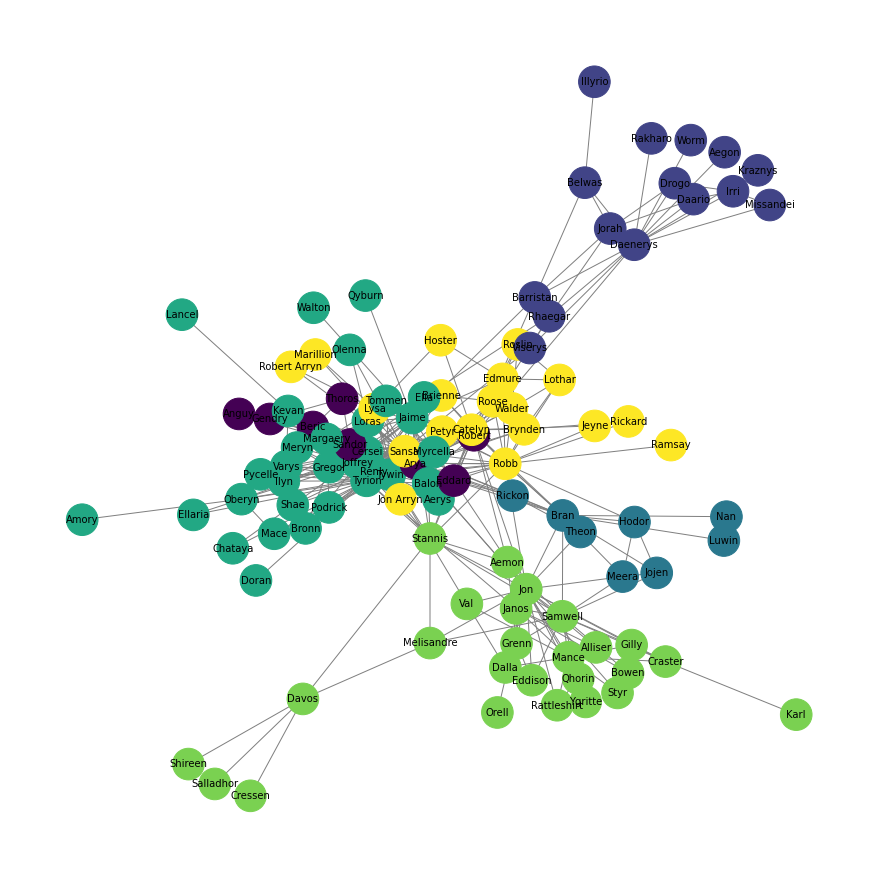 Illyrio
Rakharo
Worm
Aegon
Kraznys
Belwas
Drogo
Irri
Daario
Missandei
Jorah
Daenerys
Qyburn
Barristan
Walton
Lancel
Rhaegar
Hoster
Roslin
Viserys
Olenna
Marillion
Robert Arryn
Edmure
Lothar
Brienne
Ella
Thoros
Tommen
Roose
Walder
Lysa
Kevan
Anguy
Gendry
Jaime
Loras
Beric
Jeyne
Rickard
Catelyn
Brynden
Petyr
Robert
Margaery
Sandor
Ramsay
Meryn
Cersei
Sansa
Myrcella
Joffrey
Arya
Robb
Varys
Gregor
Pycelle
Renly
Tywin
Ilyn
Tyrion
Balon
Eddard
Rickon
Oberyn
Jon Arryn
Aerys
Shae
Podrick
Ellaria
Bran
Nan
Amory
Hodor
Bronn
Theon
Mace
Stannis
Luwin
Chataya
Aemon
Jojen
Meera
Doran
Jon
Val
Janos
Samwell
Melisandre
Grenn
Alliser
Gilly
Mance
Craster
Dalla
Bowen
Eddison
Qhorin
Styr
Davos
Ygritte
Rattleshirt
Orell
Karl
Shireen
Salladhor
Cressen